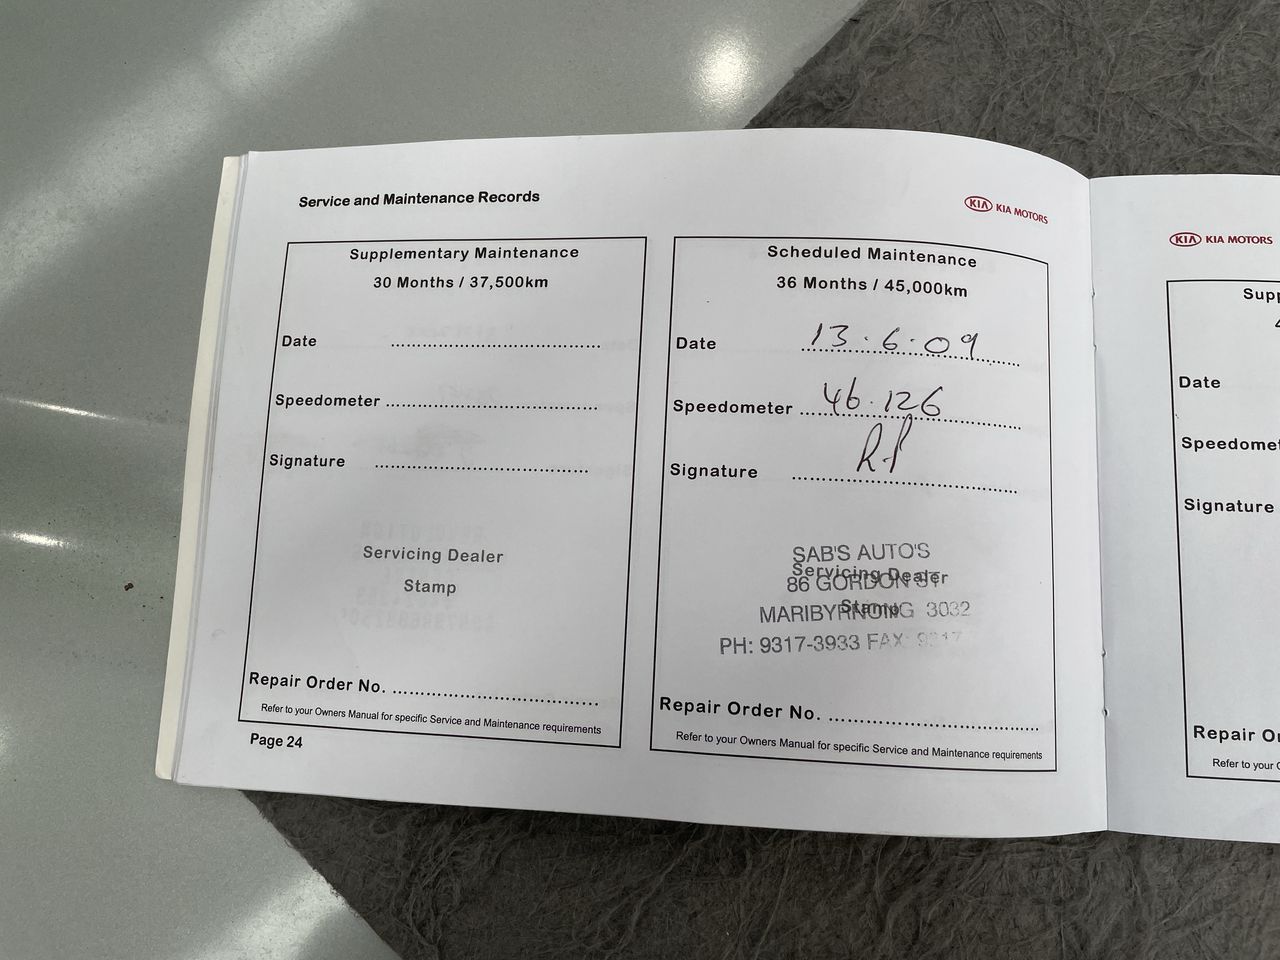 Service and Maintenance Records
KIA KIA MOTORS
Supplementary Maintenance
30 Months / 37,500km
Date
Speedometer
Signature
Servicing Dealer
Stamp
Repair Order No.
Refer to your Owners Manual for specific Service and Maintenance requirements
Page 24
Scheduled Maintenance
36 Months / 45,000km
Date 13.6.09
Speedometer 46.126
Signature
SAB'S AUTO'S
Servicing Dealer
86 GORDON ST
Stamp
MARIBYRNONG 3032
PH: 9317-3933 FAX: 9317
Repair Order No.
Refer to your Owners Manual for specific Service and Maintenance requirements
KIA KIA MOTORS
Date
Signature
Refer to your